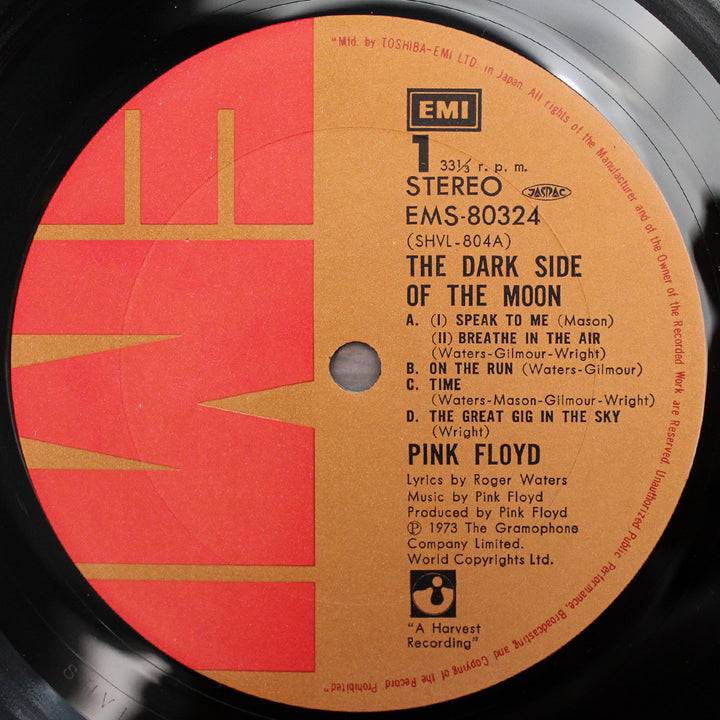 "Mfd. by TOSHIBA-EMI LTD. in Japan. All rights of the Manufacturer and of the Owner of the Recorded Work are Reserved. Unauthorized Public Performance, Broadcasting and Copying of the Record Prohibited"
EMI
1 33⅓ r. p. m.
STEREO JASRAC
EMS-80324
(SHVL-804A)
THE DARK SIDE
OF THE MOON
A. (I) SPEAK TO ME (Mason)
(II) BREATHE IN THE AIR
(Waters-Gilmour-Wright)
B. ON THE RUN (Waters-Gilmour)
C. TIME
(Waters-Mason-Gilmour-Wright)
D. THE GREAT GIG IN THE SKY
(Wright)
PINK FLOYD
Lyrics by Roger Waters
Music by Pink Floyd
Produced by Pink Floyd
Ⓟ 1973 The Gramophone
Company Limited.
World Copyrights Ltd.
"A Harvest
Recording"
EMI